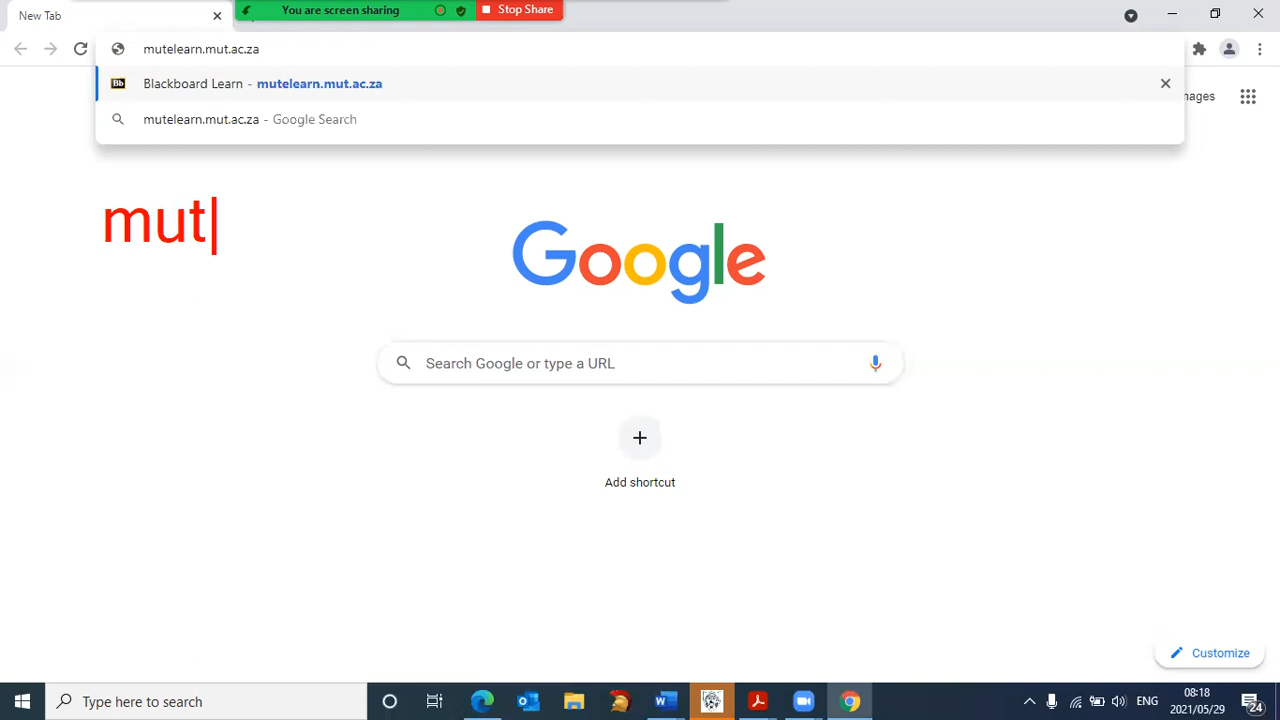 New Tab
You are screen sharing
Stop Share
mutelearn.mut.ac.za
Blackboard Learn - mutelearn.mut.ac.za
mutelearn.mut.ac.za - Google Search
mut
Google
Search Google or type a URL
Add shortcut
Customize
Type here to search
ENG
08:18
2021/05/29
24
Bb